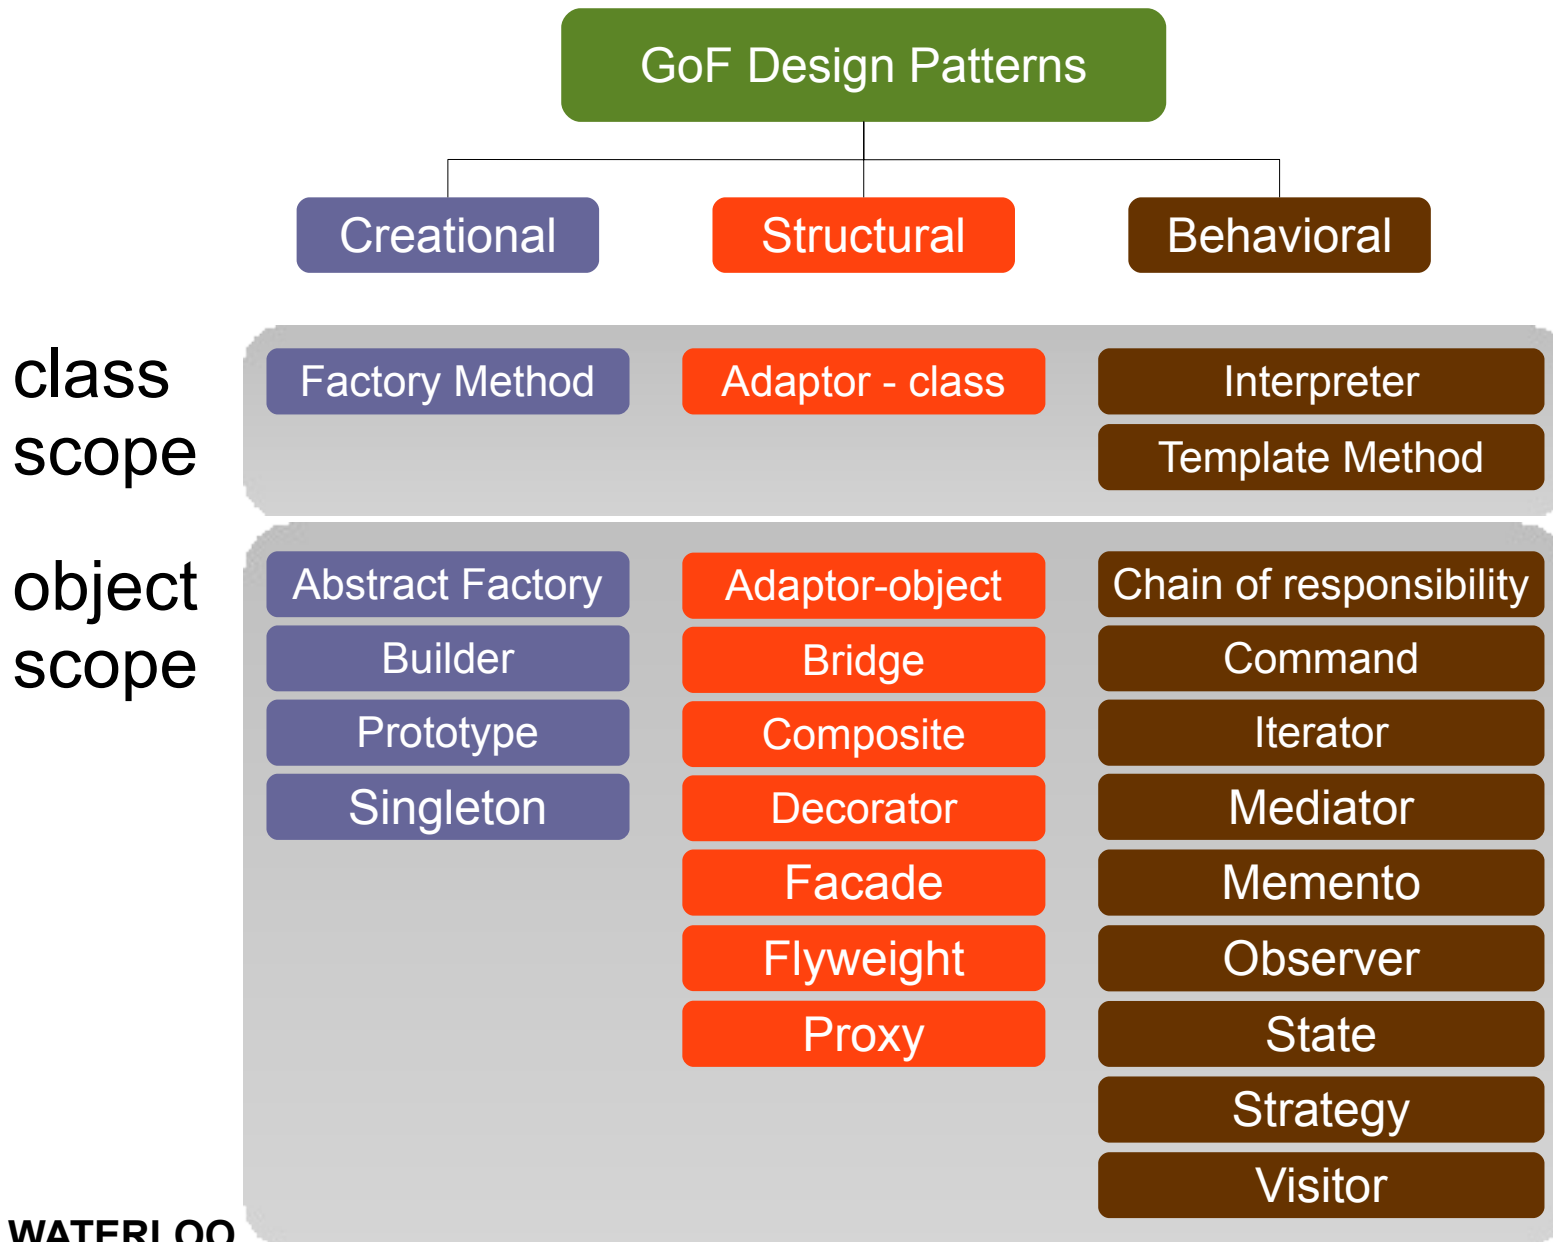 GoF Design Patterns
Creational
Structural
Behavioral
class
scope
Factory Method
Adaptor - class
Interpreter
Template Method
object
scope
Abstract Factory
Adaptor-object
Chain of responsibility
Builder
Bridge
Command
Prototype
Composite
Iterator
Singleton
Decorator
Mediator
Facade
Memento
Flyweight
Observer
Proxy
State
Strategy
Visitor
WATERLOO